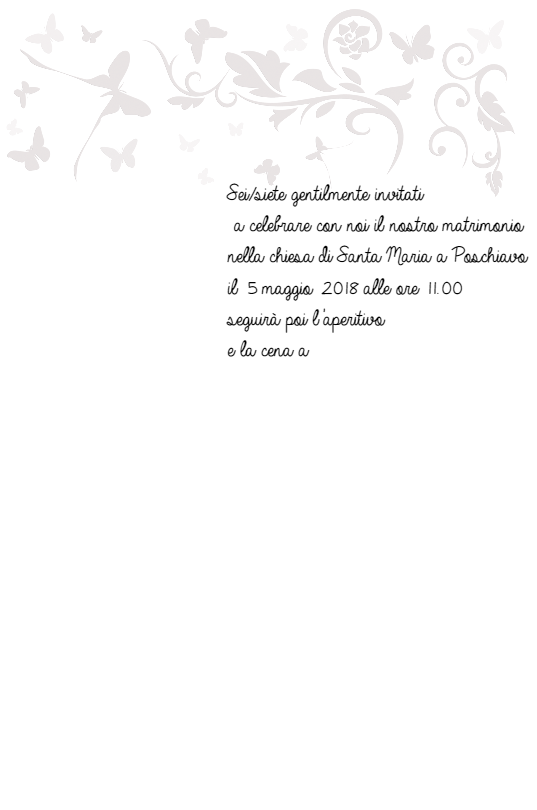 Sei/siete gentilmente invitati
a celebrare con noi il nostro matrimonio
nella chiesa di Santa Maria a Poschiavo
il 5 maggio 2018 alle ore 11.00
seguirà poi l'aperitivo
e la cena a